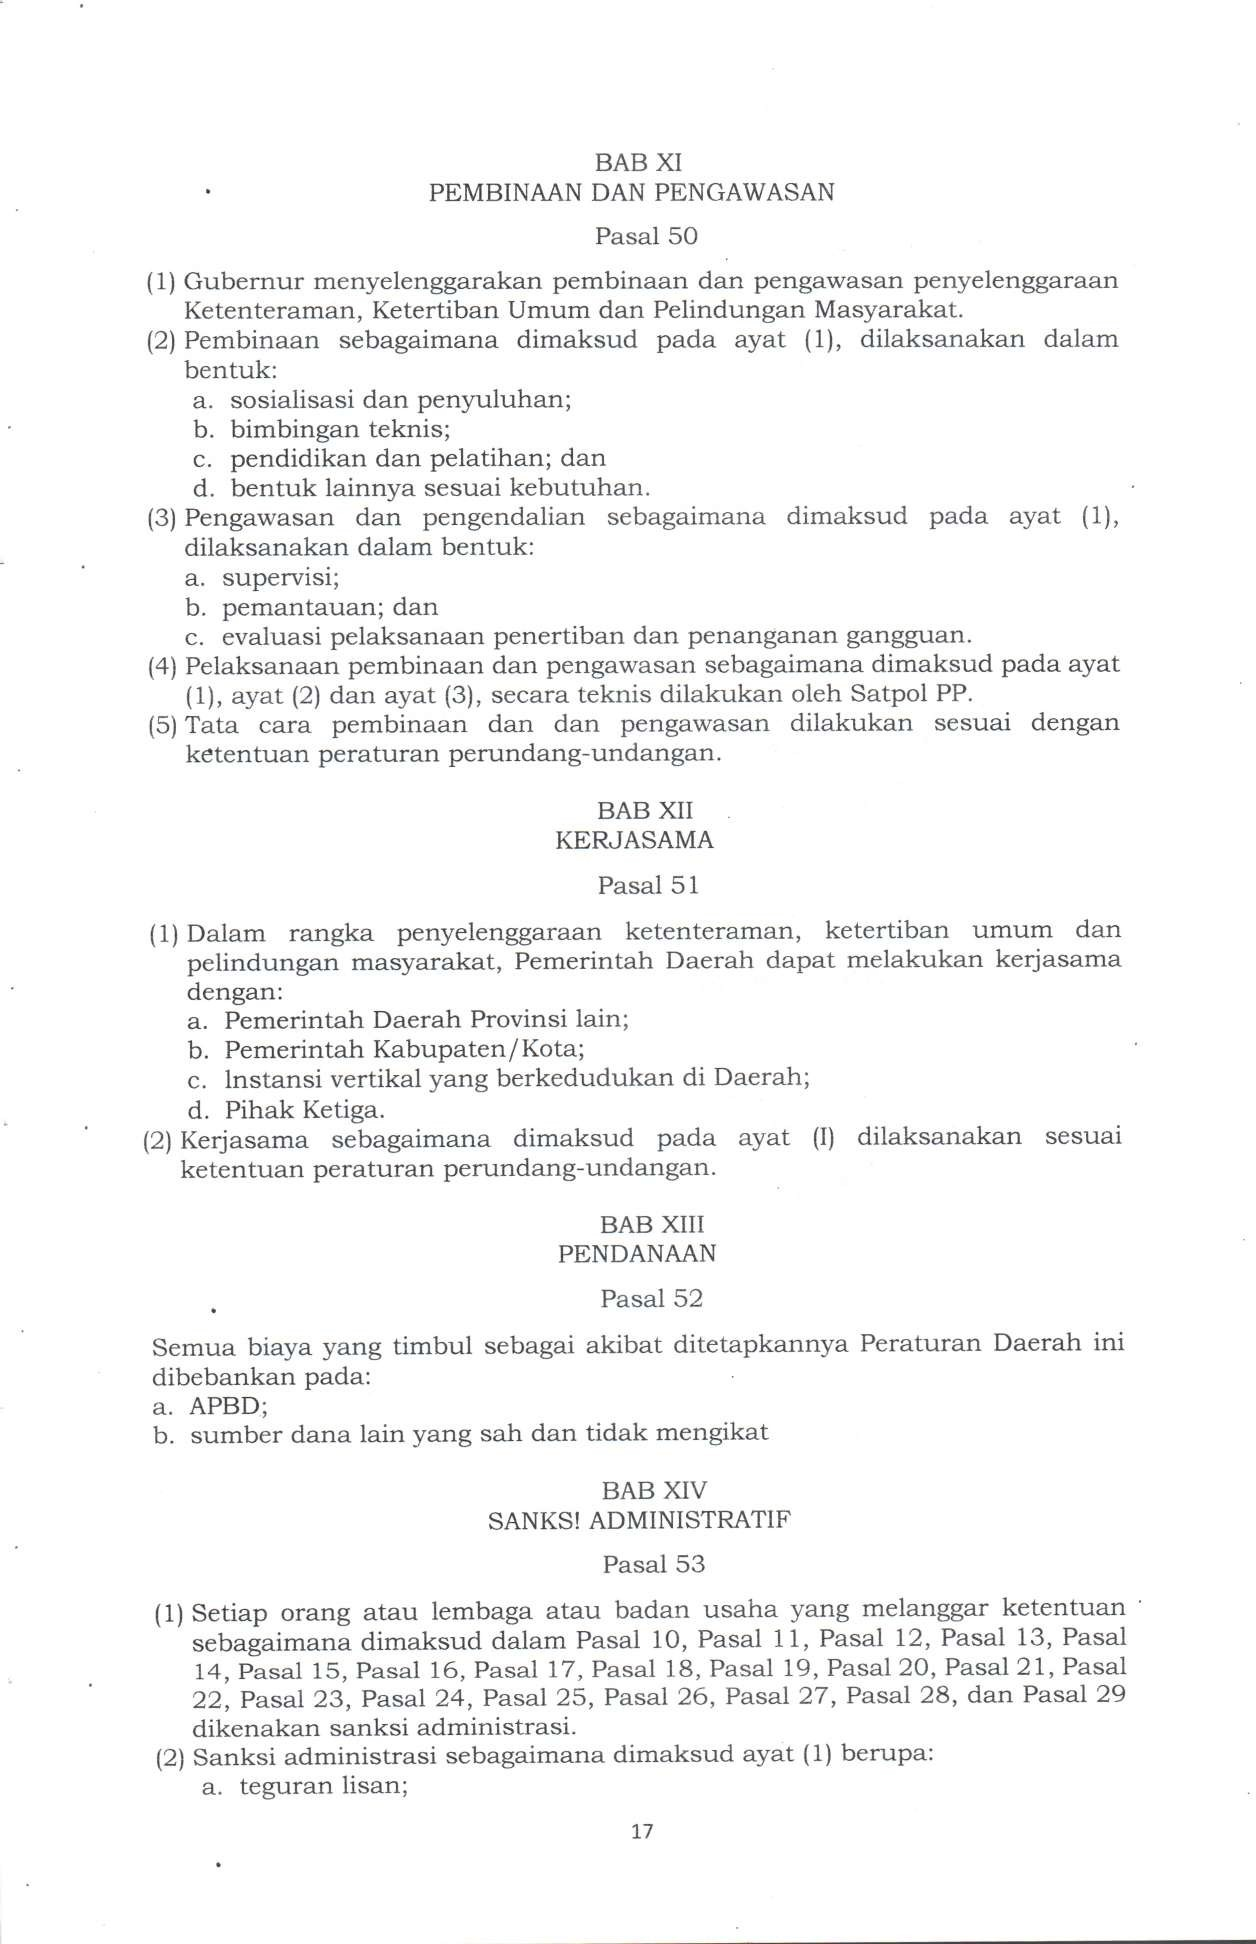 BAB XI
PEMBINAAN DAN PENGAWASAN
Pasal 50
(1) Gubernur menyelenggarakan pembinaan dan pengawasan penyelenggaraan
Ketenteraman, Ketertiban Umum dan Pelindungan Masyarakat.
(2) Pembinaan sebagaimana dimaksud pada ayat (1), dilaksanakan dalam
bentuk:
a. sosialisasi dan penyuluhan;
b. bimbingan teknis;
c. pendidikan dan pelatihan; dan
d. bentuk lainnya sesuai kebutuhan.
(3) Pengawasan dan pengendalian sebagaimana dimaksud pada ayat (1),
dilaksanakan dalam bentuk:
a. supervisi;
b. pemantauan; dan
c. evaluasi pelaksanaan penertiban dan penanganan gangguan.
(4) Pelaksanaan pembinaan dan pengawasan sebagaimana dimaksud pada ayat
(1), ayat (2) dan ayat (3), secara teknis dilakukan oleh Satpol PP.
(5) Tata cara pembinaan dan dan pengawasan dilakukan sesuai dengan
ketentuan peraturan perundang-undangan.
BAB XII
KERJASAMA
Pasal 51
(1) Dalam rangka penyelenggaraan ketenteraman, ketertiban umum dan
pelindungan masyarakat, Pemerintah Daerah dapat melakukan kerjasama
dengan:
a. Pemerintah Daerah Provinsi lain;
b. Pemerintah Kabupaten/Kota;
c. lnstansi vertikal yang berkedudukan di Daerah;
d. Pihak Ketiga.
(2) Kerjasama sebagaimana dimaksud pada ayat (I) dilaksanakan sesuai
ketentuan peraturan perundang-undangan.
BAB XIII
PENDANAAN
Pasal 52
Semua biaya yang timbul sebagai akibat ditetapkannya Peraturan Daerah ini
dibebankan pada:
a. APBD;
b. sumber dana lain yang sah dan tidak mengikat
BAB XIV
SANKS! ADMINISTRAT1F
Pasal 53
(1) Setiap orang atau lembaga atau badan usaha yang melanggar ketentuan
sebagaimana dimaksud dalam Pasal 10, Pasal 11, Pasal 12, Pasal 13, Pasal
14, Pasal 15, Pasal 16, Pasal 17, Pasal 18, Pasal 19, Pasal 20, Pasal 21, Pasal
22, Pasal 23, Pasal 24, Pasal 25, Pasal 26, Pasal 27, Pasal 28, dan Pasal 29
dikenakan sanksi administrasi.
(2) Sanksi administrasi sebagaimana dimaksud ayat (1) berupa:
a. teguran lisan;
17